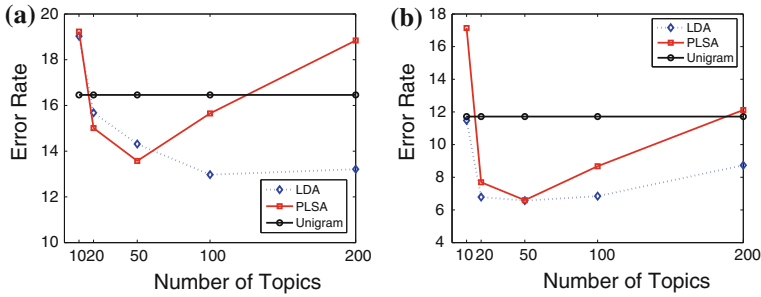 (a)
Error Rate
20
18
16
14
12
10
10 20 50 100 200
Number of Topics
LDA
PLSA
Unigram
(b)
Error Rate
18
16
14
12
10
8
6
4
10 20 50 100 200
Number of Topics
LDA
PLSA
Unigram